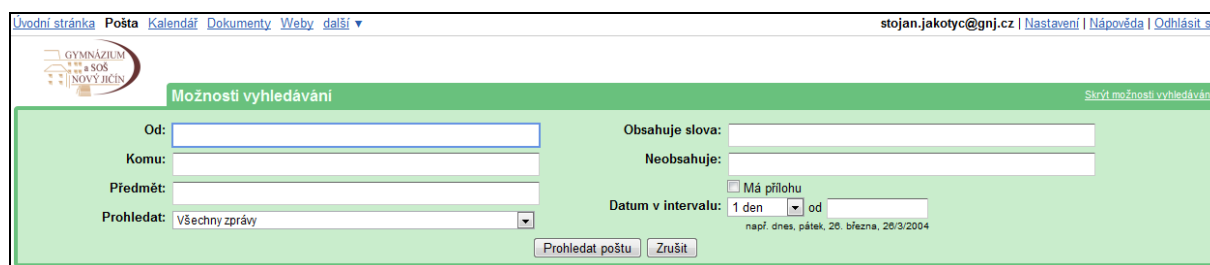 Úvodní stránka Pošta Kalendář Dokumenty Weby další ▼ stojan.jakotyc@gnj.cz | Nastavení | Nápověda | Odhlásit s
GYMNÁZIUM
a SOŠ
NOVÝ JIČÍN
Možnosti vyhledávání Skrýt možnosti vyhledáván
Od: Obsahuje slova:
Komu: Neobsahuje:
Předmět: Má přílohu
Prohledat: Všechny zprávy Datum v intervalu: 1 den od
např. dnes, pátek, 26. března, 26/3/2004
Prohledat poštu Zrušit